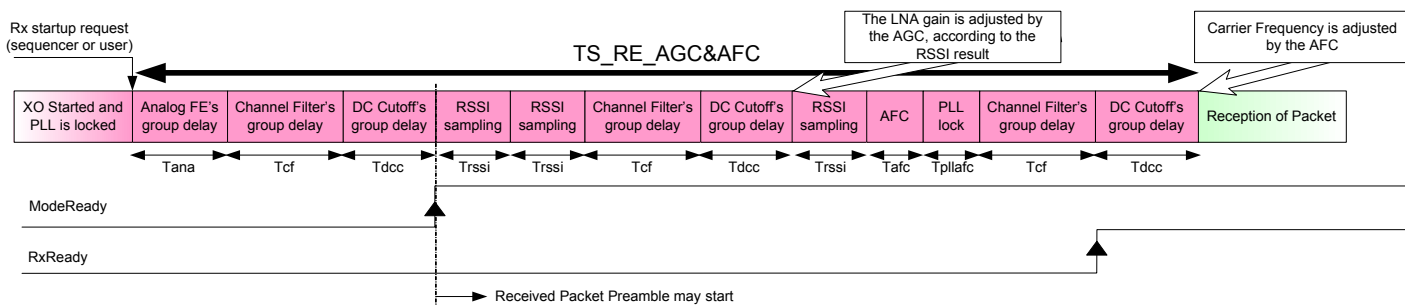 Rx startup request
(sequencer or user)
TS_RE_AGC&AFC
The LNA gain is adjusted by
the AGC, according to the
RSSI result
Carrier Frequency is adjusted
by the AFC
XO Started and
PLL is locked
Analog FE's
group delay
Channel Filter's
group delay
DC Cutoff's
group delay
RSSI
sampling
RSSI
sampling
Channel Filter's
group delay
DC Cutoff's
group delay
RSSI
sampling
AFC
PLL
lock
Channel Filter's
group delay
DC Cutoff's
group delay
Reception of Packet
Tana
Tcf
Tdcc
Trssi
Trssi
Tcf
Tdcc
Trssi
Tafc
Tpllafc
Tcf
Tdcc
ModeReady
RxReady
Received Packet Preamble may start